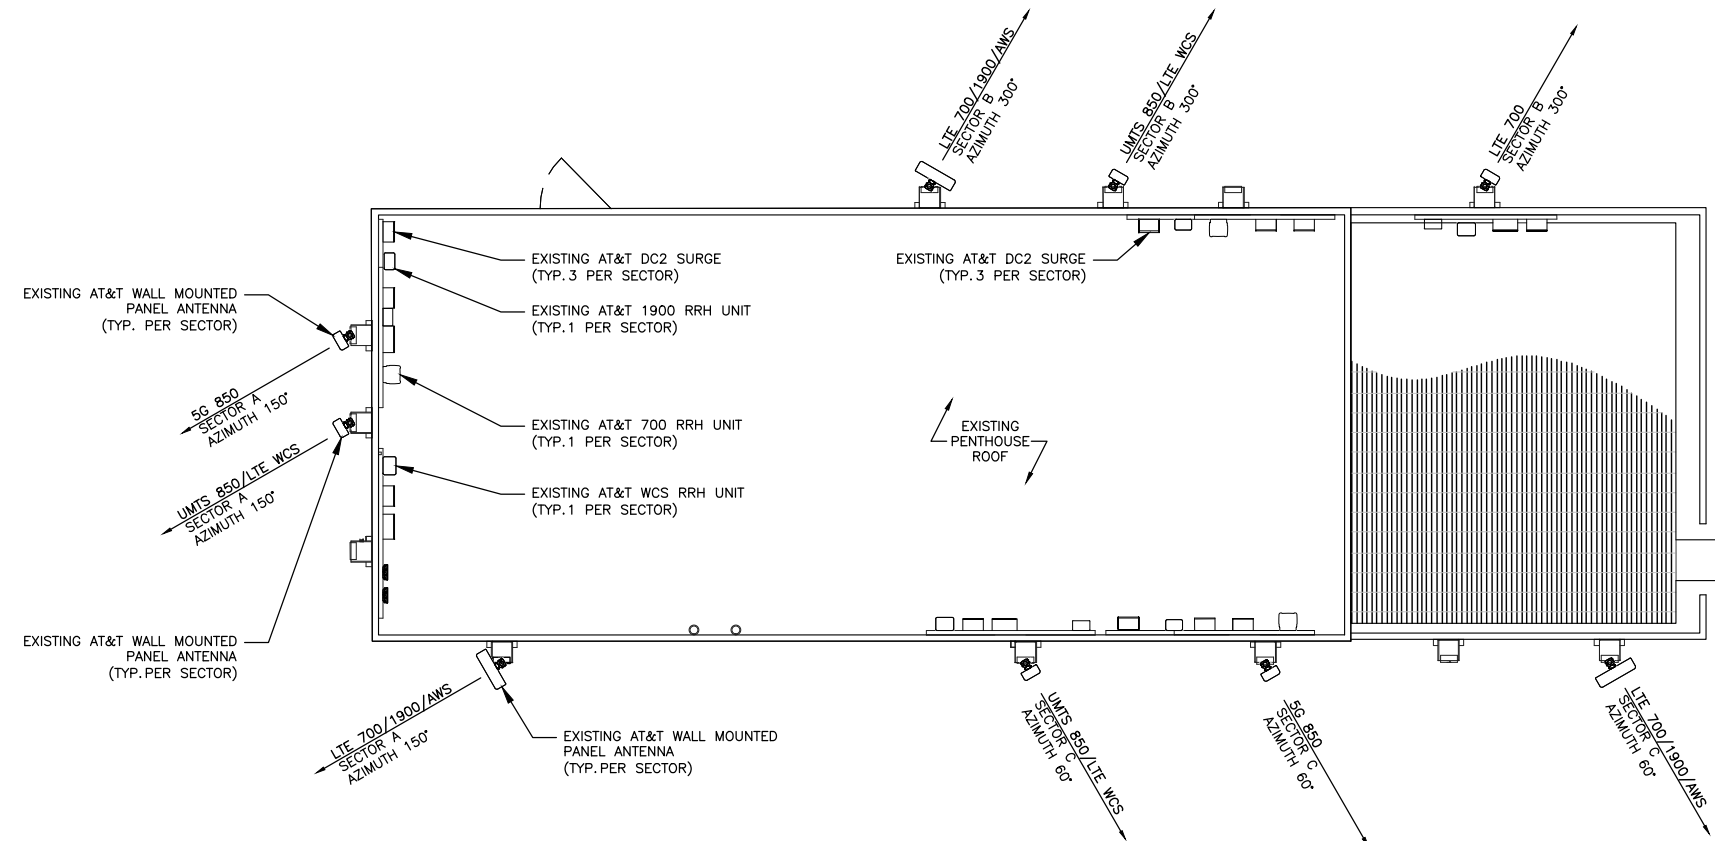 LTE 700/1900/AWS
SECTOR B
AZIMUTH 300°
UMTS 850/LTE WCS
SECTOR B
AZIMUTH 300°
LTE 700
SECTOR B
AZIMUTH 300°
EXISTING AT&T DC2 SURGE
(TYP.3 PER SECTOR)
EXISTING AT&T DC2 SURGE
(TYP.3 PER SECTOR)
EXISTING AT&T WALL MOUNTED
PANEL ANTENNA
(TYP. PER SECTOR)
EXISTING AT&T 1900 RRH UNIT
(TYP.1 PER SECTOR)
5G 850
SECTOR A
AZIMUTH 150°
EXISTING AT&T 700 RRH UNIT
(TYP.1 PER SECTOR)
EXISTING
PENTHOUSE
ROOF
UMTS 850/LTE WCS
SECTOR A
AZIMUTH 150°
EXISTING AT&T WCS RRH UNIT
(TYP.1 PER SECTOR)
EXISTING AT&T WALL MOUNTED
PANEL ANTENNA
(TYP.PER SECTOR)
LTE 700/1900/AWS
SECTOR A
AZIMUTH 150°
EXISTING AT&T WALL MOUNTED
PANEL ANTENNA
(TYP.PER SECTOR)
UMTS 850/LTE WCS
SECTOR C
AZIMUTH 60°
5G 850
SECTOR C
AZIMUTH 60°
LTE 700/1900/AWS
SECTOR C
AZIMUTH 60°